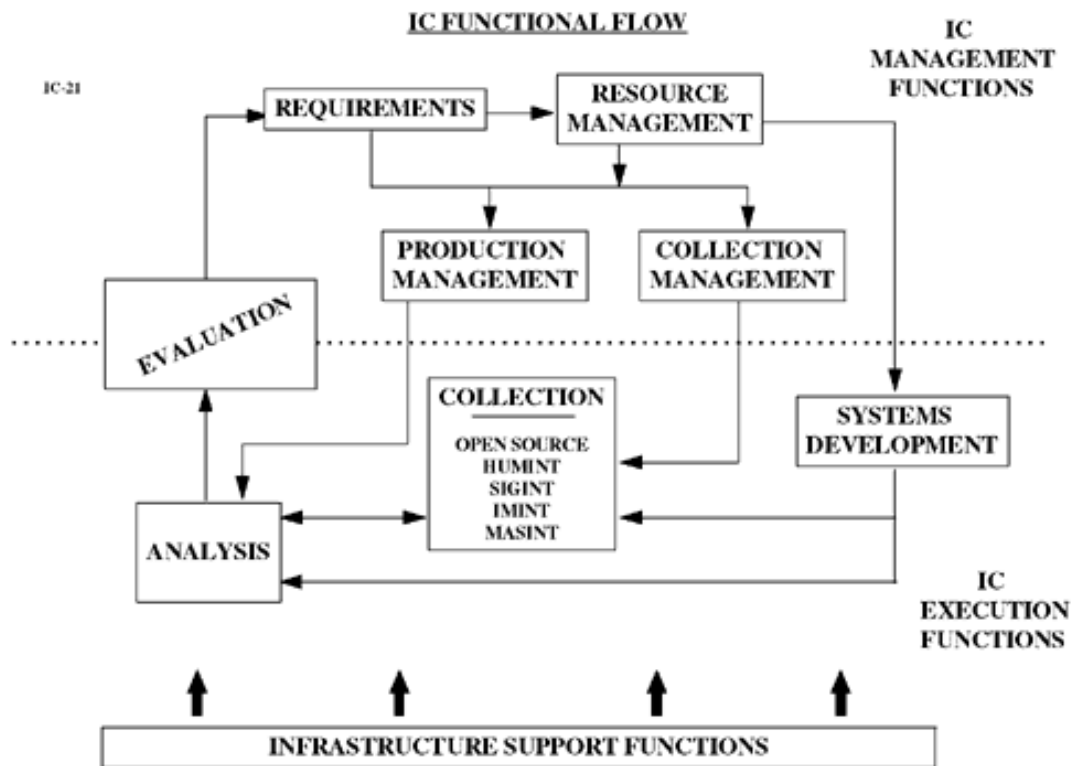 IC FUNCTIONAL FLOW
IC
MANAGEMENT
FUNCTIONS
IC-21
REQUIREMENTS
RESOURCE
MANAGEMENT
PRODUCTION
MANAGEMENT
COLLECTION
MANAGEMENT
EVALUATION
COLLECTION
OPEN SOURCE
HUMINT
SIGINT
IMINT
MASINT
SYSTEMS
DEVELOPMENT
ANALYSIS
IC
EXECUTION
FUNCTIONS
INFRASTRUCTURE SUPPORT FUNCTIONS